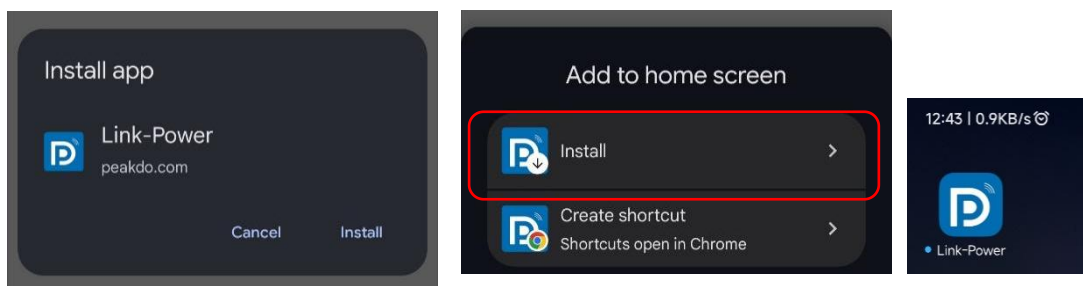 Install app
Link-Power
peakdo.com
Cancel Install
Add to home screen
Install
Create shortcut
Shortcuts open in Chrome
12:43 | 0.9KB/s
Link-Power